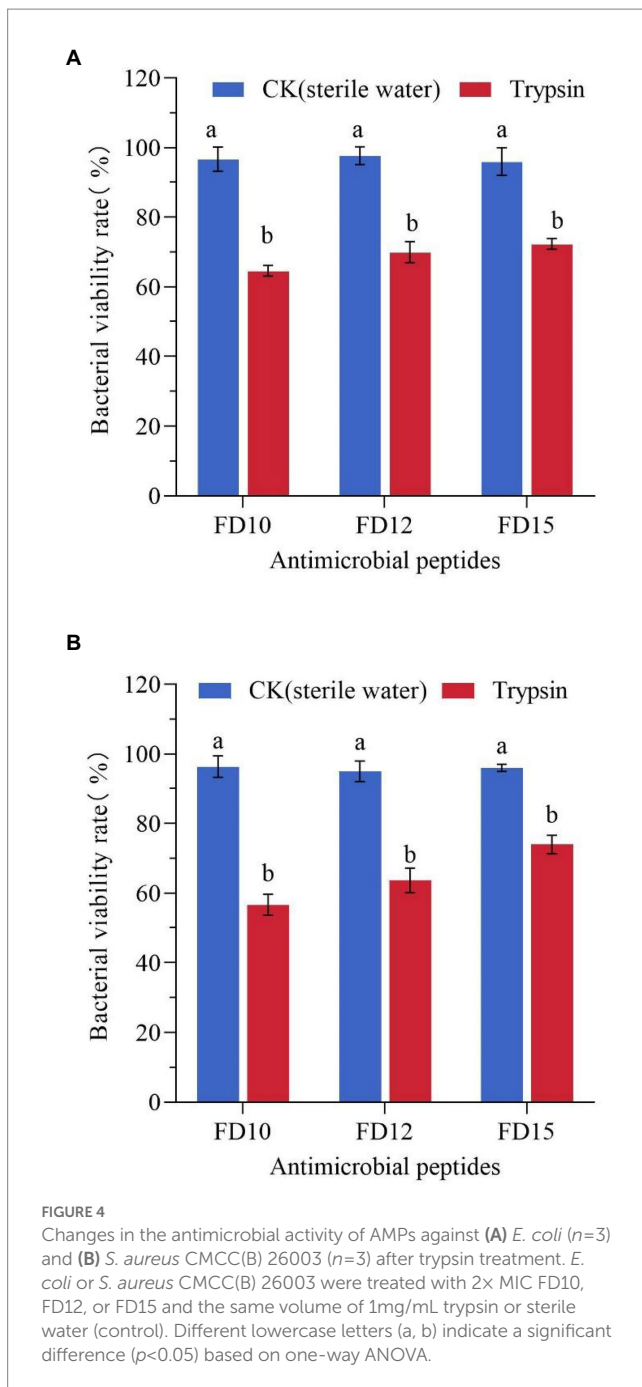 A
CK(sterile water) Trypsin
120
100
80
60
40
20
0
Bacterial viability rate( %)
a
b
a
b
a
b
FD10 FD12 FD15
Antimicrobial peptides
B
CK(sterile water) Trypsin
120
100
80
60
40
20
0
Bacterial viability rate( %)
a
b
a
b
a
b
FD10 FD12 FD15
Antimicrobial peptides
FIGURE 4
Changes in the antimicrobial activity of AMPs against (A) E. coli (n=3)
and (B) S. aureus CMCC(B) 26003 (n=3) after trypsin treatment. E.
coli or S. aureus CMCC(B) 26003 were treated with 2× MIC FD10,
FD12, or FD15 and the same volume of 1mg/mL trypsin or sterile
water (control). Different lowercase letters (a, b) indicate a significant
difference (p<0.05) based on one-way ANOVA.